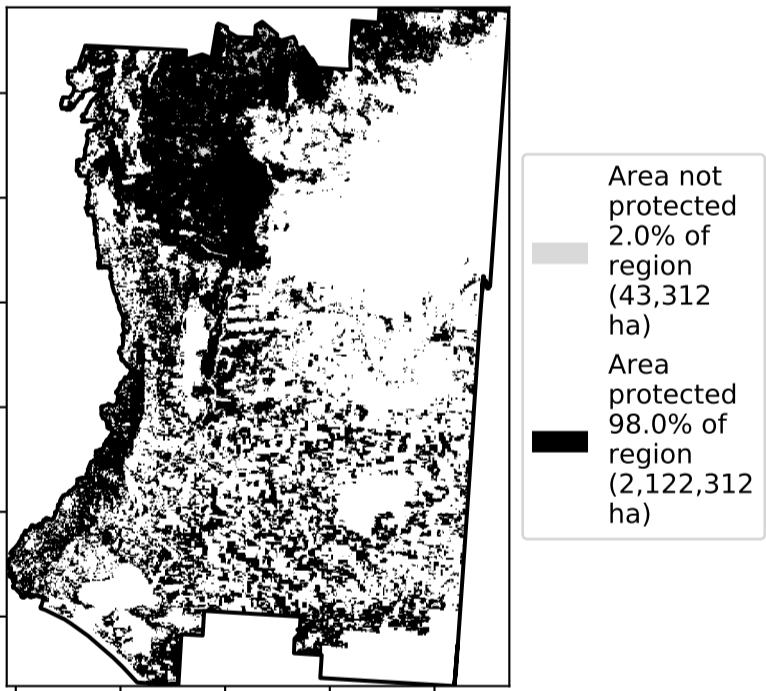 Area not
protected
2.0% of
region
(43,312
ha)
Area
protected
98.0% of
region
(2,122,312
ha)